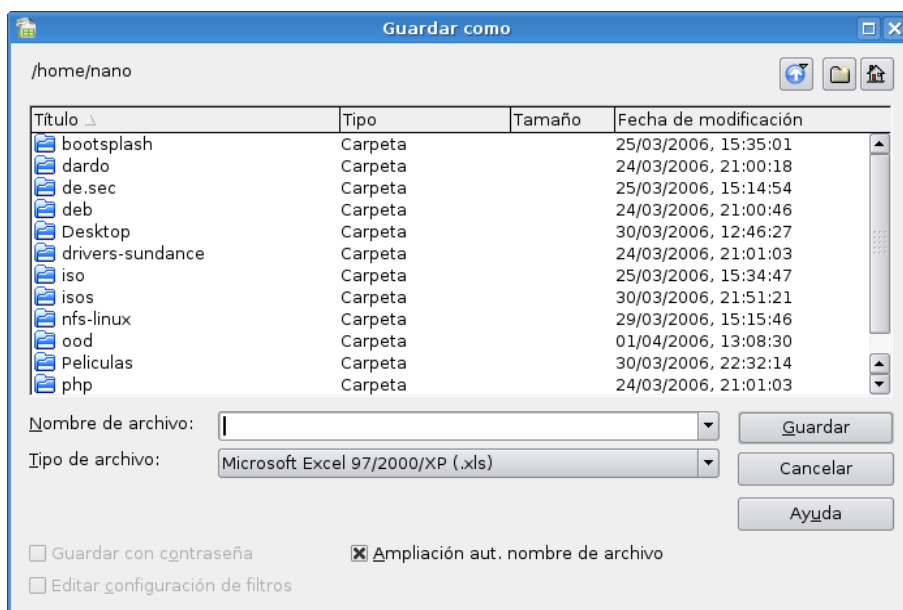 Guardar como
/home/nano
Título Tipo Tamaño Fecha de modificación
bootsplash Carpeta 25/03/2006, 15:35:01
dardo Carpeta 24/03/2006, 21:00:18
de.sec Carpeta 25/03/2006, 15:14:54
deb Carpeta 24/03/2006, 21:00:46
Desktop Carpeta 30/03/2006, 12:46:27
drivers-sundance Carpeta 24/03/2006, 21:01:03
iso Carpeta 25/03/2006, 15:34:47
isos Carpeta 30/03/2006, 21:51:21
nfs-linux Carpeta 29/03/2006, 15:15:46
ood Carpeta 01/04/2006, 13:08:30
Peliculas Carpeta 30/03/2006, 22:32:14
php Carpeta 24/03/2006, 21:01:03
Nombre de archivo: Guardar
Tipo de archivo: Microsoft Excel 97/2000/XP (.xls) Cancelar
Ayuda
Guardar con contraseña Ampliación aut. nombre de archivo
Editar configuración de filtros